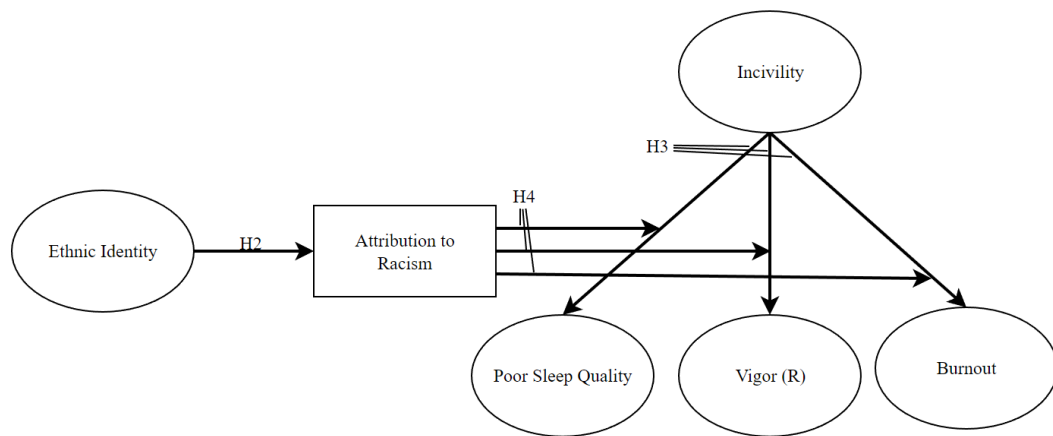 Incivility
H3
H4
Ethnic Identity
H2
Attribution to
Racism
Poor Sleep Quality
Vigor (R)
Burnout